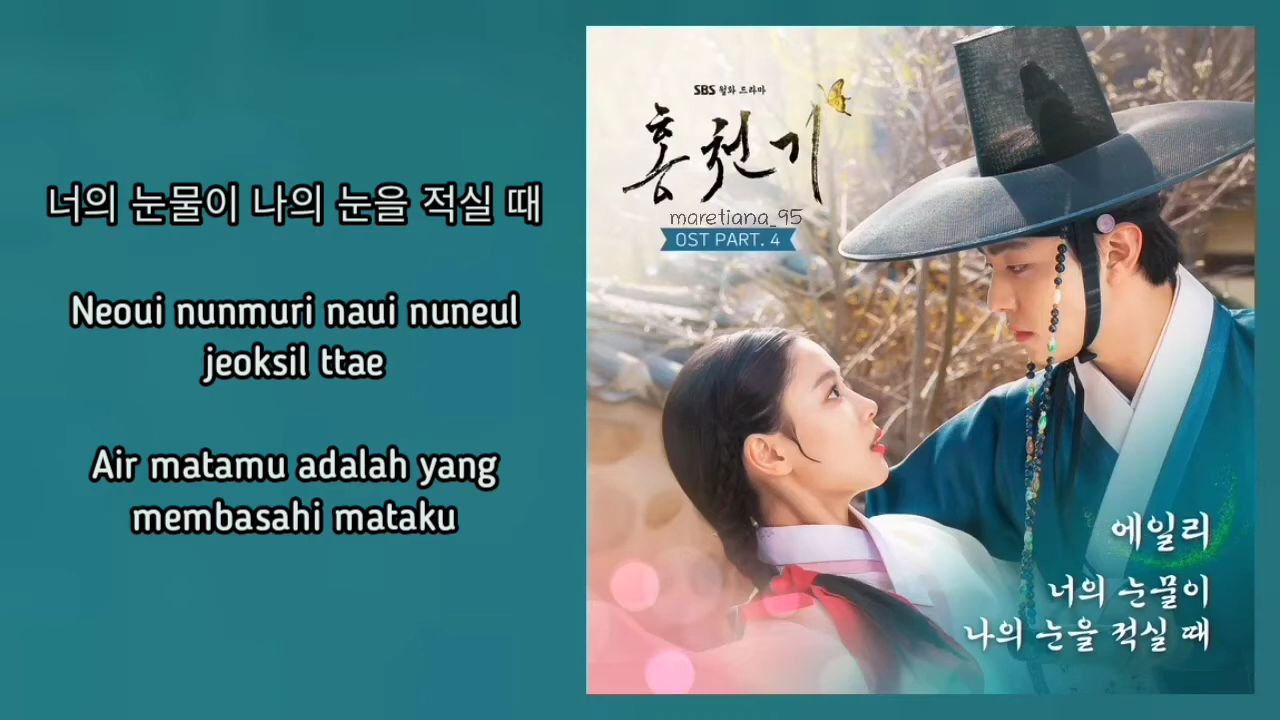 너의 눈물이 나의 눈을 적실 때
Neoui nunmuri naui nuneul
jeoksil ttae
Air matamu adalah yang
membasahi mataku
SBS 월화 드라마
홍천기
maretiana_95
OST PART. 4
에일리
너의 눈물이
나의 눈을 적실 때